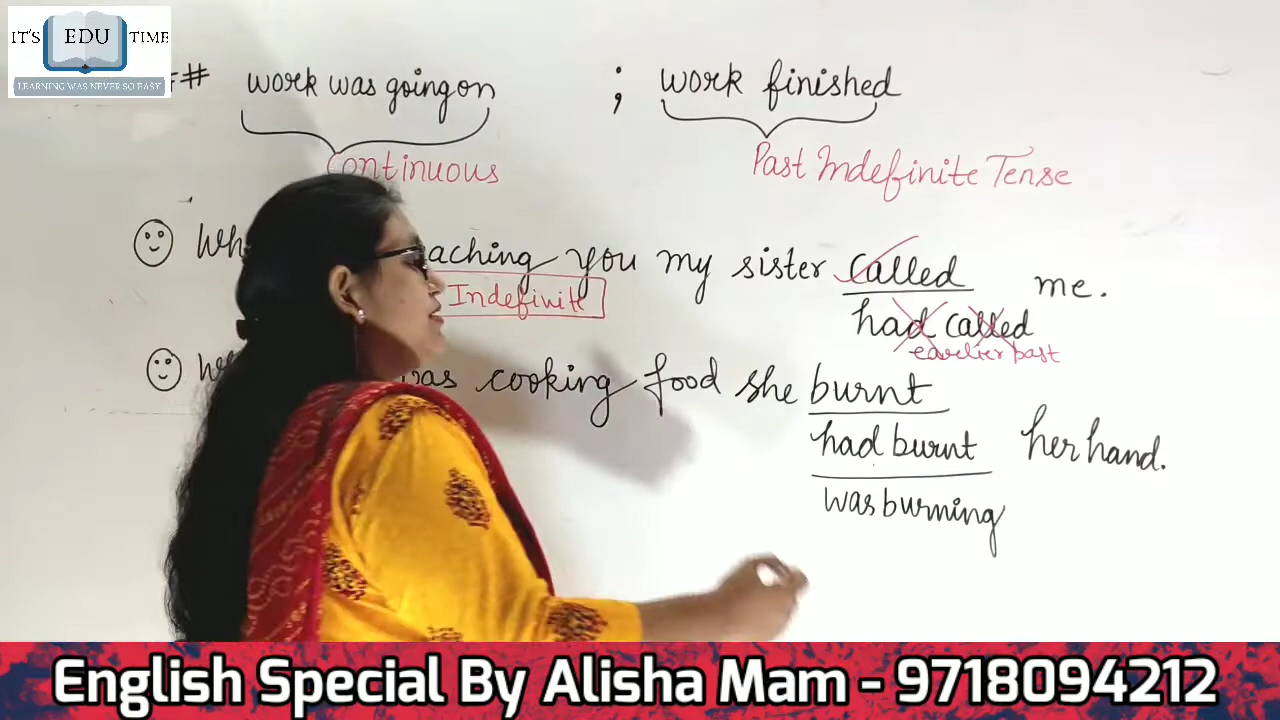 IT'S EDU TIME
LEARNING WAS NEVER SO EASY
# work was going on ; work finished
Continuous Past Indefinite Tense
Wh aching you my sister called me.
Indefinite had called
earlier past
was cooking food she burnt
had burnt her hand.
was burning
English Special By Alisha Mam - 9718094212